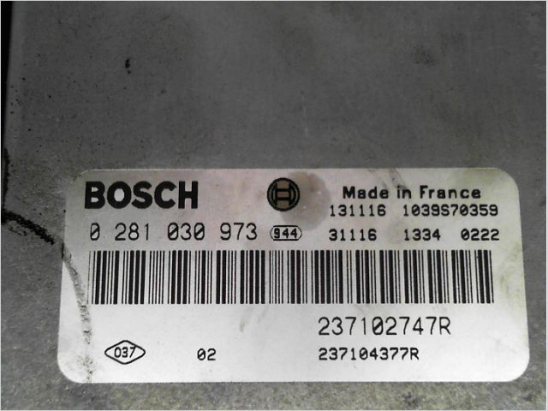 BOSCH Made in France
131116 1039S70359
0 281 030 973 944 31116 1334 0222
237102747R
037 02 237104377R